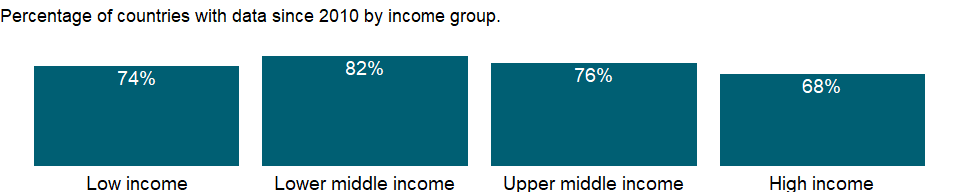 Percentage of countries with data since 2010 by income group.
74%
82%
76%
68%
Low income
Lower middle income
Upper middle income
High income